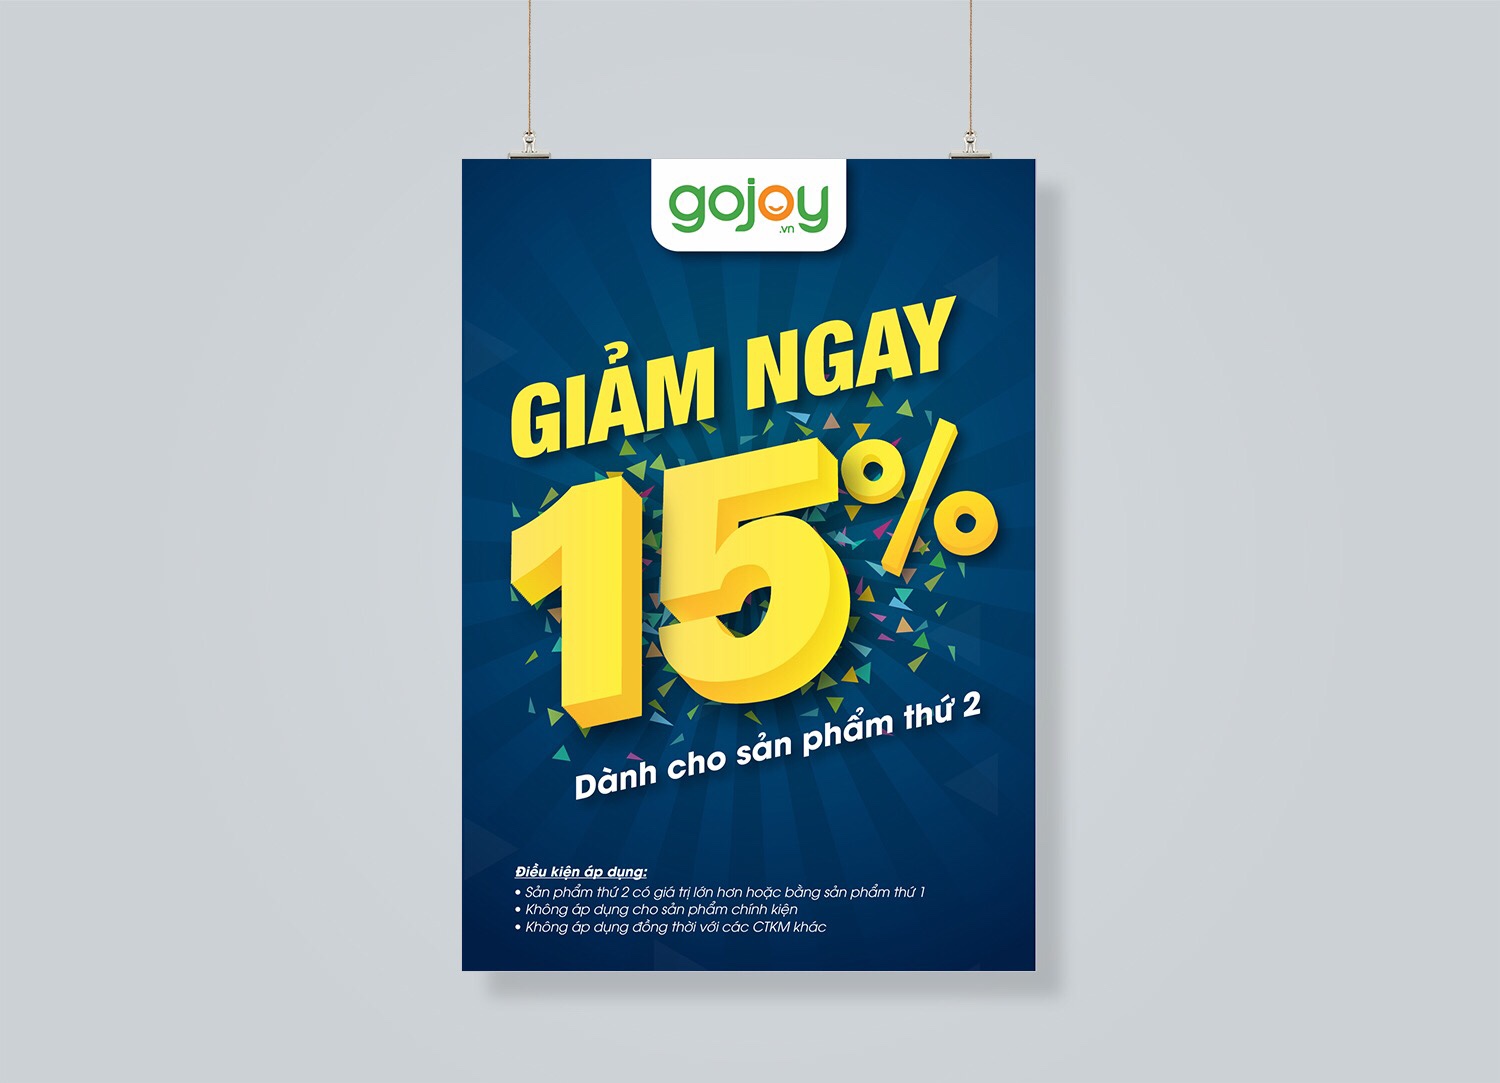 gojoy
.vn
GIẢM NGAY
15%
Dành cho sản phẩm thứ 2
Điều kiện áp dụng:
• Sản phẩm thứ 2 có giá trị lớn hơn hoặc bằng sản phẩm thứ 1
• Không áp dụng cho sản phẩm chính kiện
• Không áp dụng đồng thời với các CTKM khác